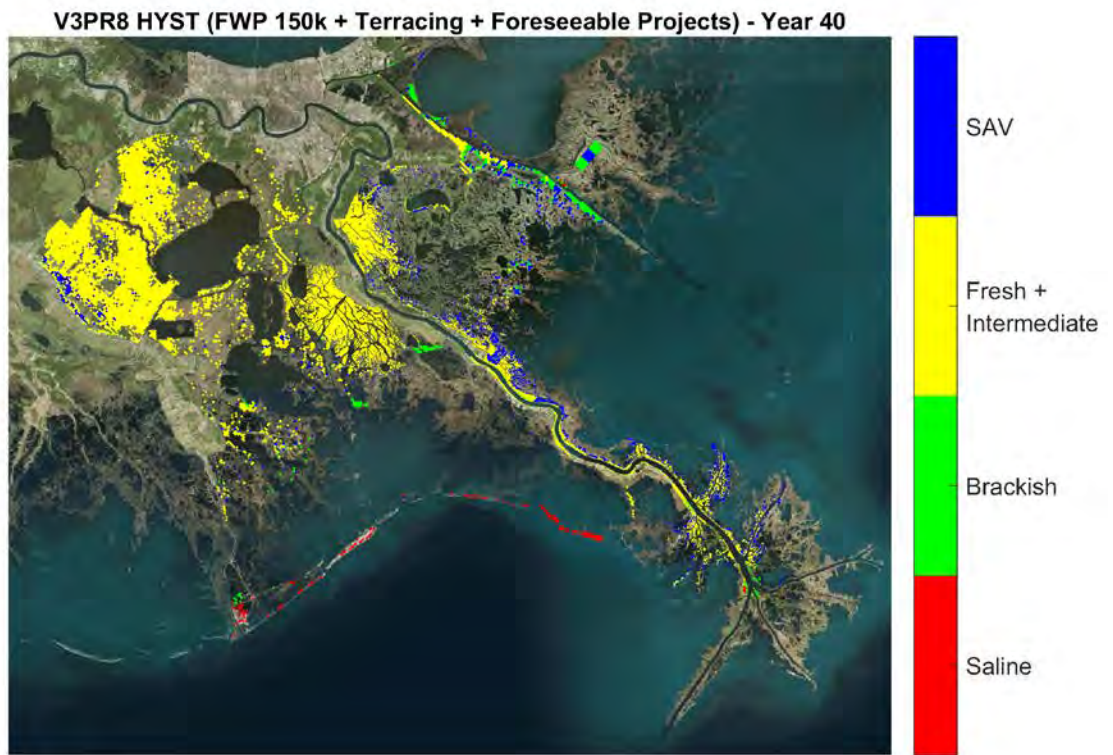 V3PR8 HYST (FWP 150k + Terracing + Foreseeable Projects) - Year 40
SAV
Fresh +
Intermediate
Brackish
Saline